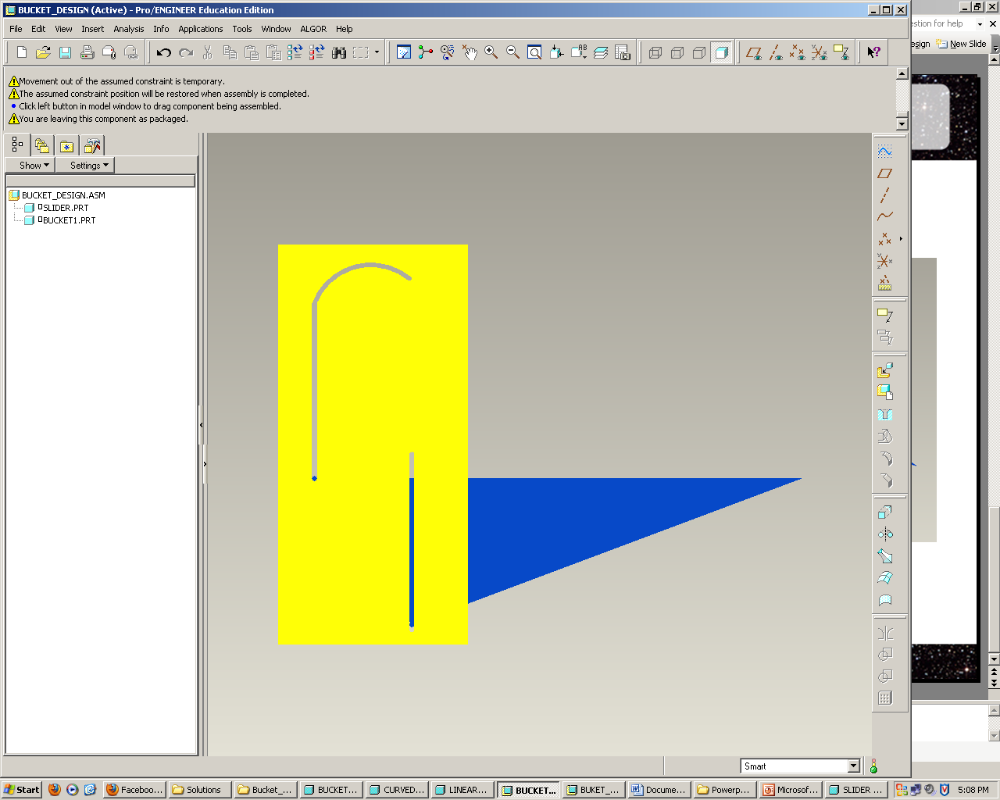 BUCKET_DESIGN (Active) - Pro/ENGINEER Education Edition
File Edit View Insert Analysis Info Applications Tools Window ALGOR Help
estion for help
esign New Slide
Movement out of the assumed constraint is temporary.
The assumed constraint position will be restored when assembly is completed.
Click left button in model window to drag component being assembled.
You are leaving this component as packaged.
Show Settings
BUCKET_DESIGN.ASM
SLIDER.PRT
BUCKET1.PRT
Smart
Start Faceboo... Solutions Bucket_... BUCKET... CURVED... LINEAR... BUCKET... BUKET_... Docume... Powerp... Microsof... SLIDER ... 5:08 PM